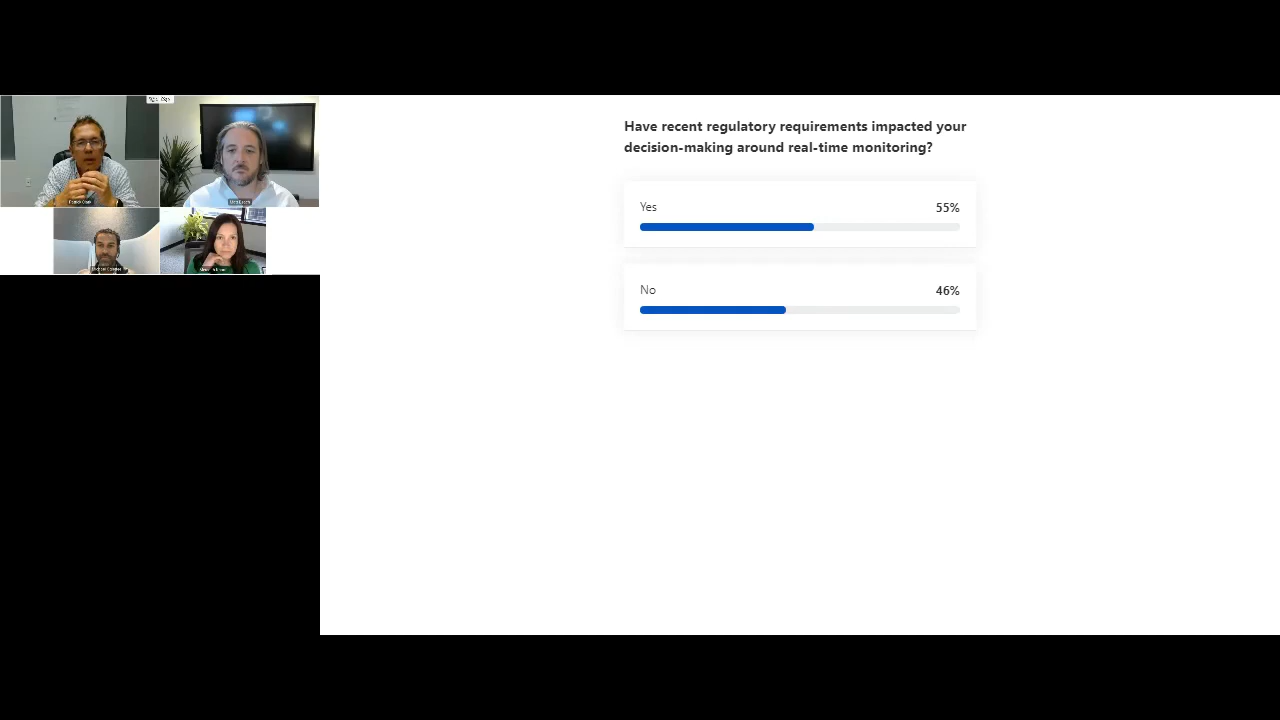 Have recent regulatory requirements impacted your
decision-making around real-time monitoring?
Yes
55%
No
46%